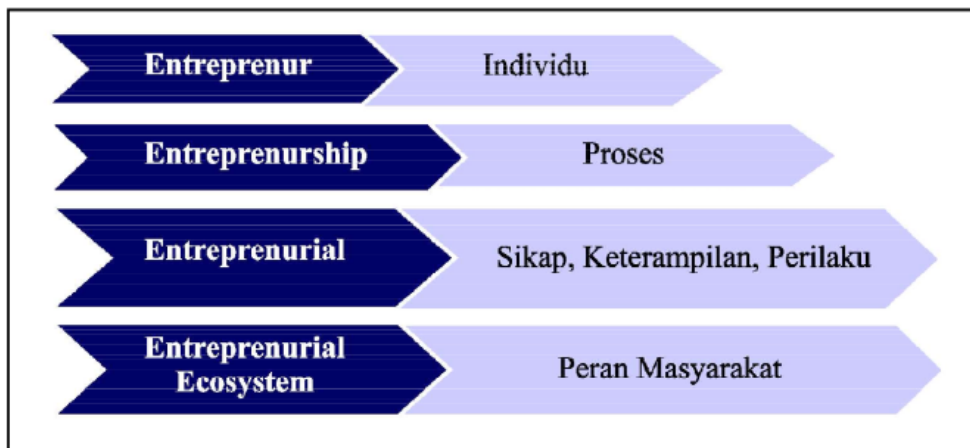 Entreprenur
Individu
Entreprenurship
Proses
Entreprenurial
Sikap, Keterampilan, Perilaku
Entreprenurial
Ecosystem
Peran Masyarakat